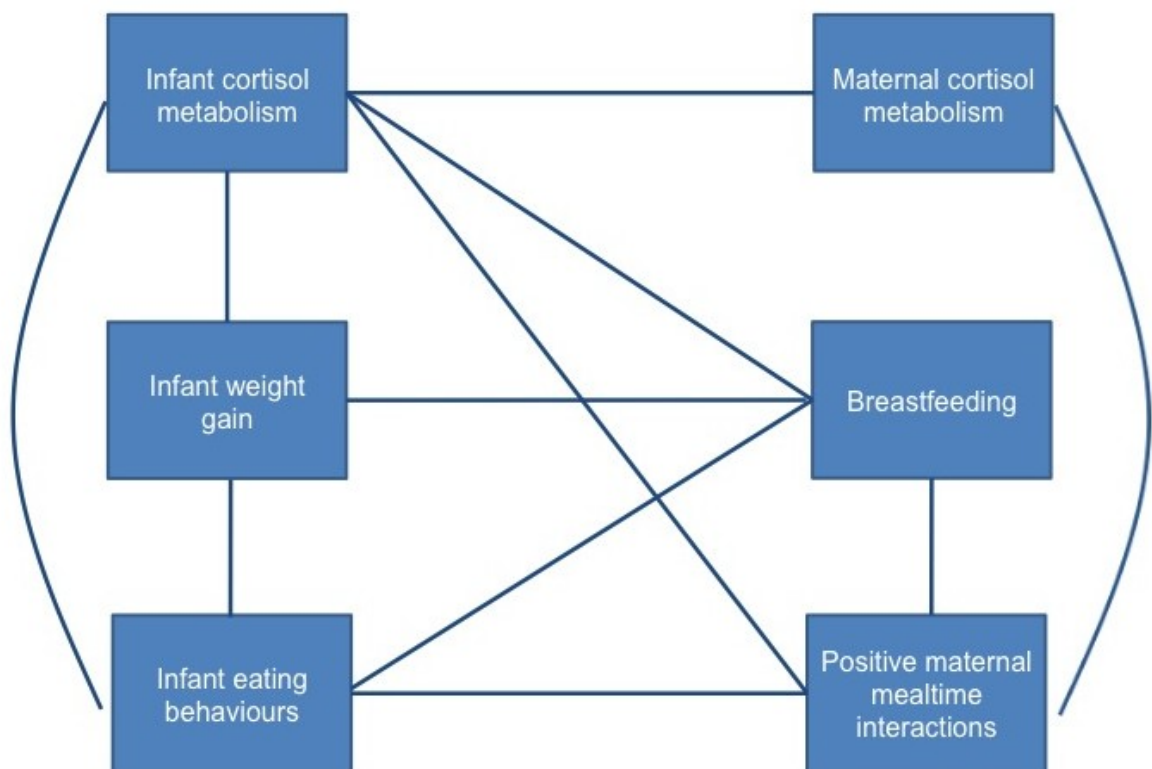 Infant cortisol
metabolism
Maternal cortisol
metabolism
Infant weight
gain
Breastfeeding
Infant eating
behaviours
Positive maternal
mealtime
interactions